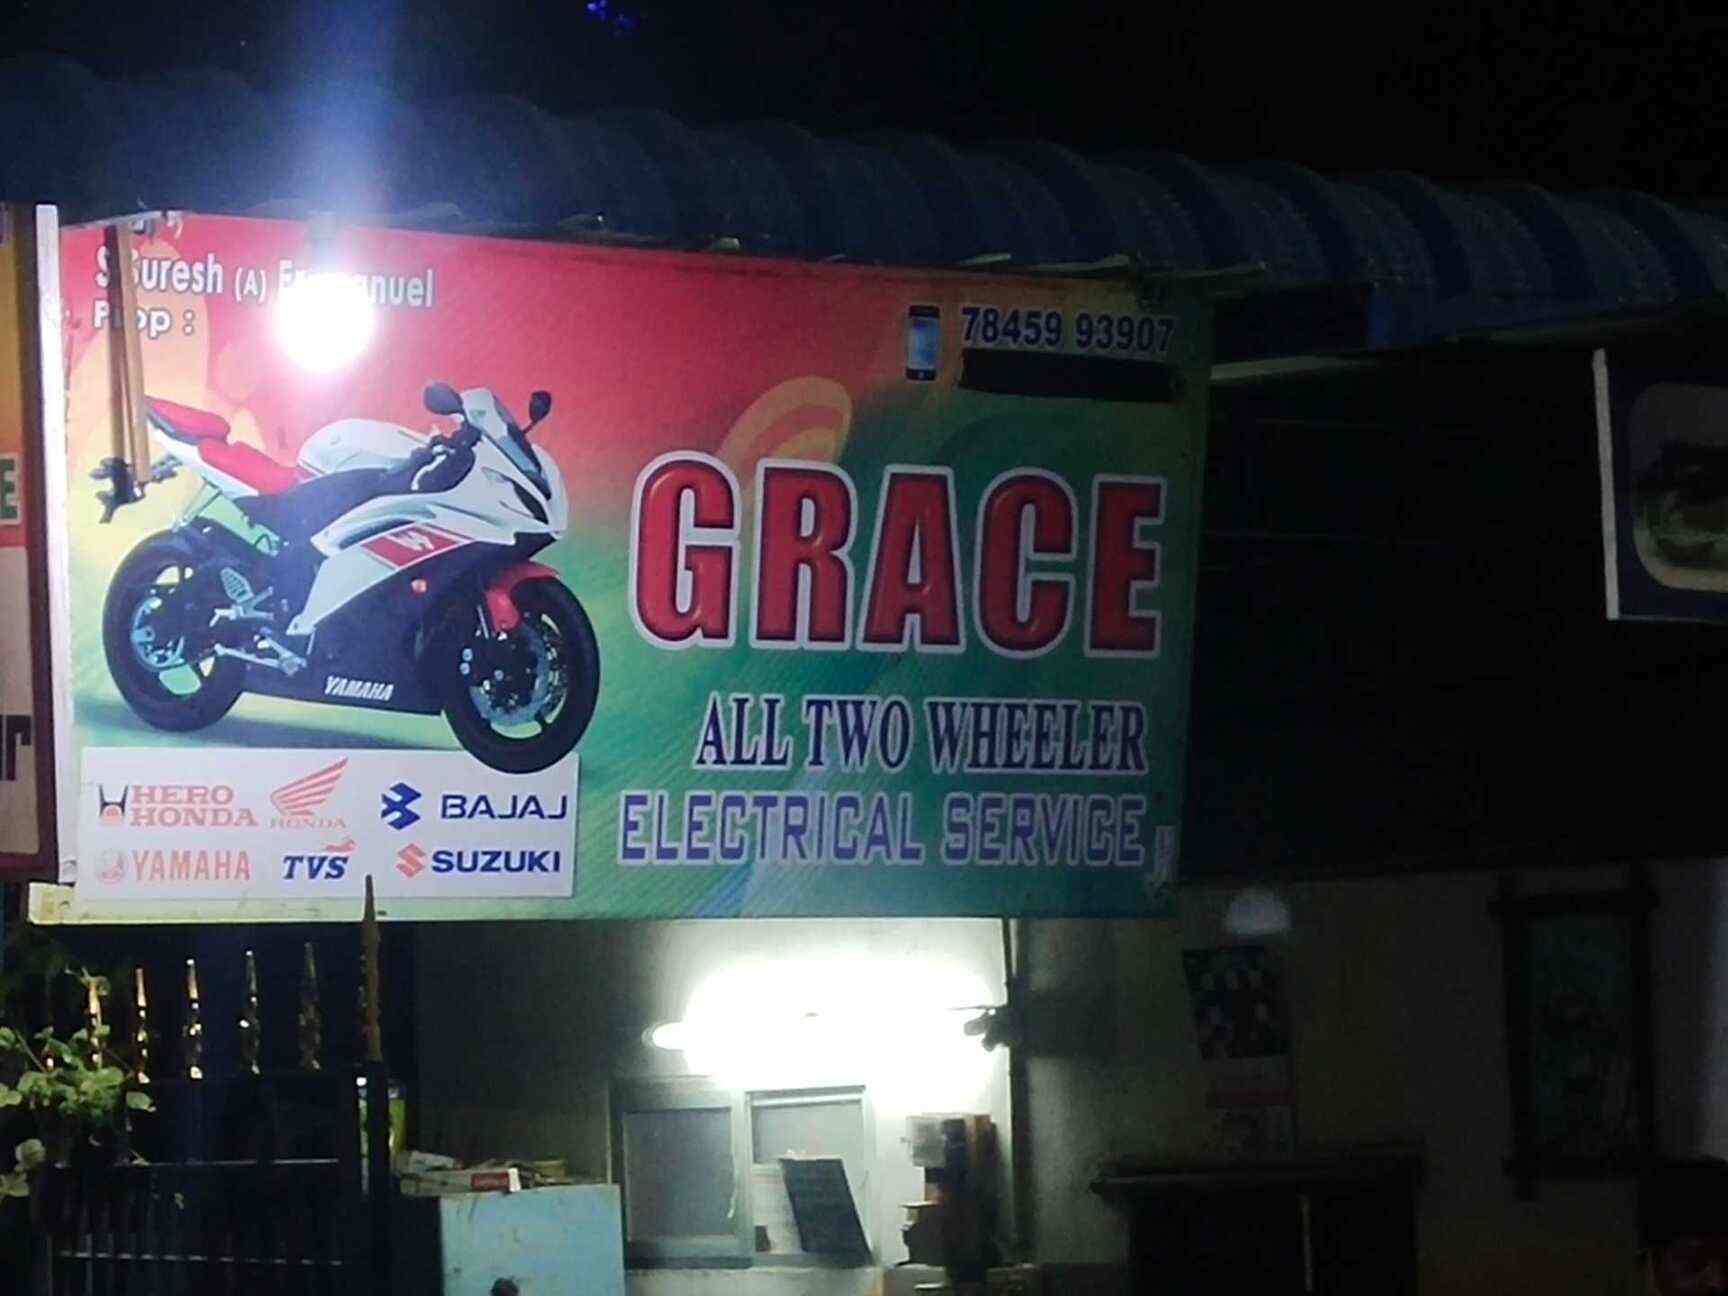 S.Suresh (A) Emmanuel
Prop :
78459 93907
GRACE
ALL TWO WHEELER
ELECTRICAL SERVICE
YAMAHA
HERO HONDA
HONDA
BAJAJ
YAMAHA
TVS
SUZUKI